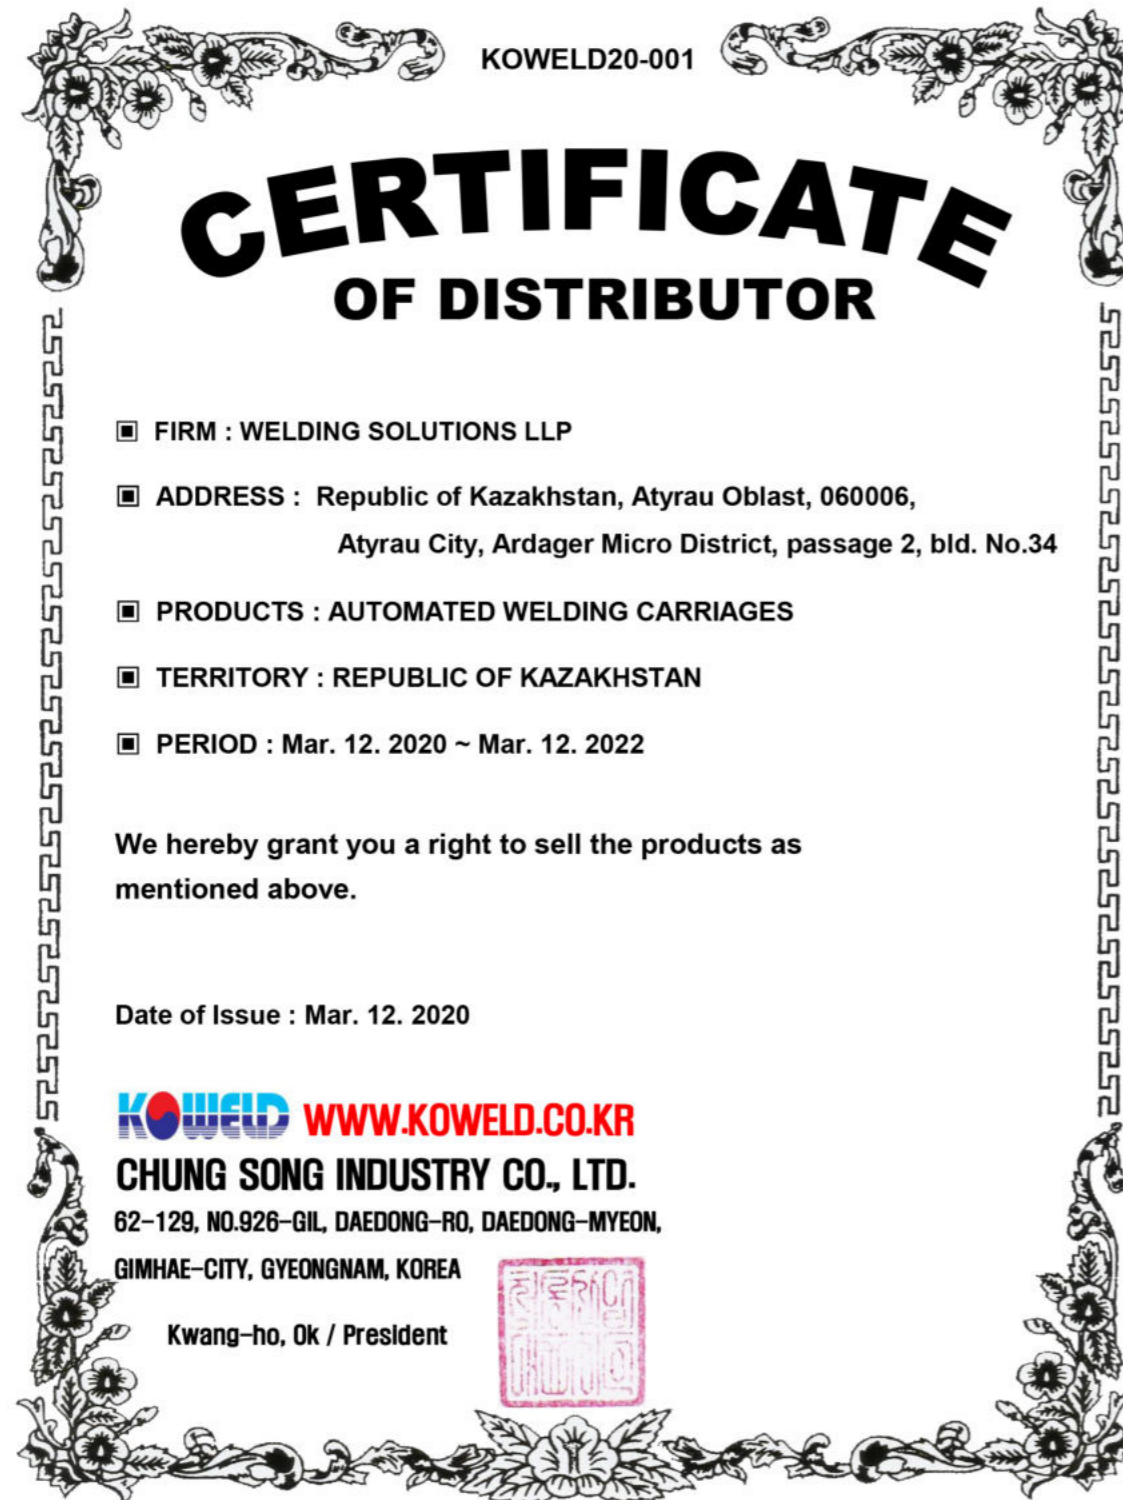 KOWELD20-001
CERTIFICATE
OF DISTRIBUTOR
▣ FIRM : WELDING SOLUTIONS LLP
▣ ADDRESS : Republic of Kazakhstan, Atyrau Oblast, 060006,
Atyrau City, Ardager Micro District, passage 2, bld. No.34
▣ PRODUCTS : AUTOMATED WELDING CARRIAGES
▣ TERRITORY : REPUBLIC OF KAZAKHSTAN
▣ PERIOD : Mar. 12. 2020 ~ Mar. 12. 2022
We hereby grant you a right to sell the products as
mentioned above.
Date of Issue : Mar. 12. 2020
KOWELD WWW.KOWELD.CO.KR
CHUNG SONG INDUSTRY CO., LTD.
62-129, NO.926-GIL, DAEDONG-RO, DAEDONG-MYEON,
GIMHAE-CITY, GYEONGNAM, KOREA
Kwang-ho, Ok / President